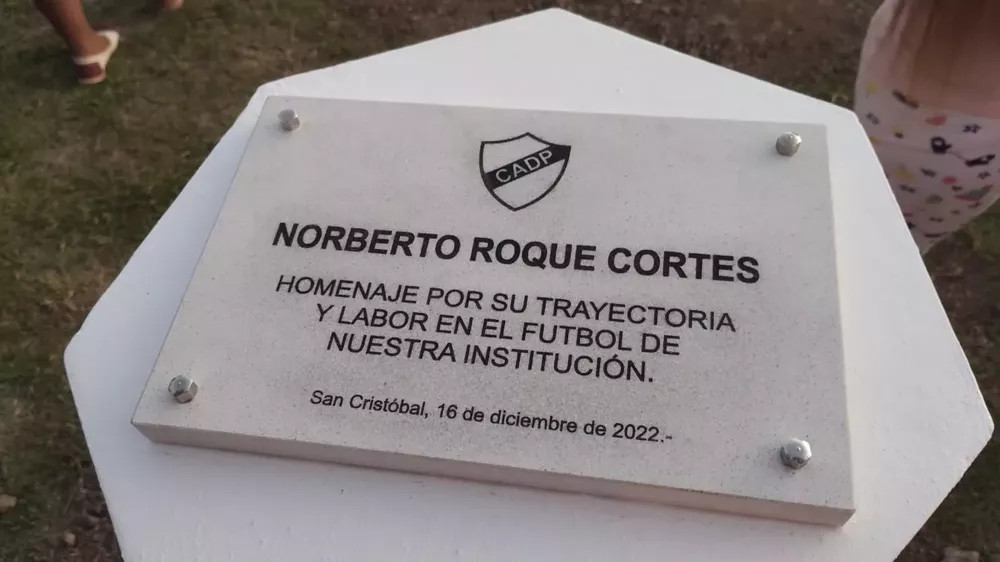 CADP
NORBERTO ROQUE CORTES
HOMENAJE POR SU TRAYECTORIA
Y LABOR EN EL FUTBOL DE
NUESTRA INSTITUCIÓN.
San Cristóbal, 16 de diciembre de 2022.-